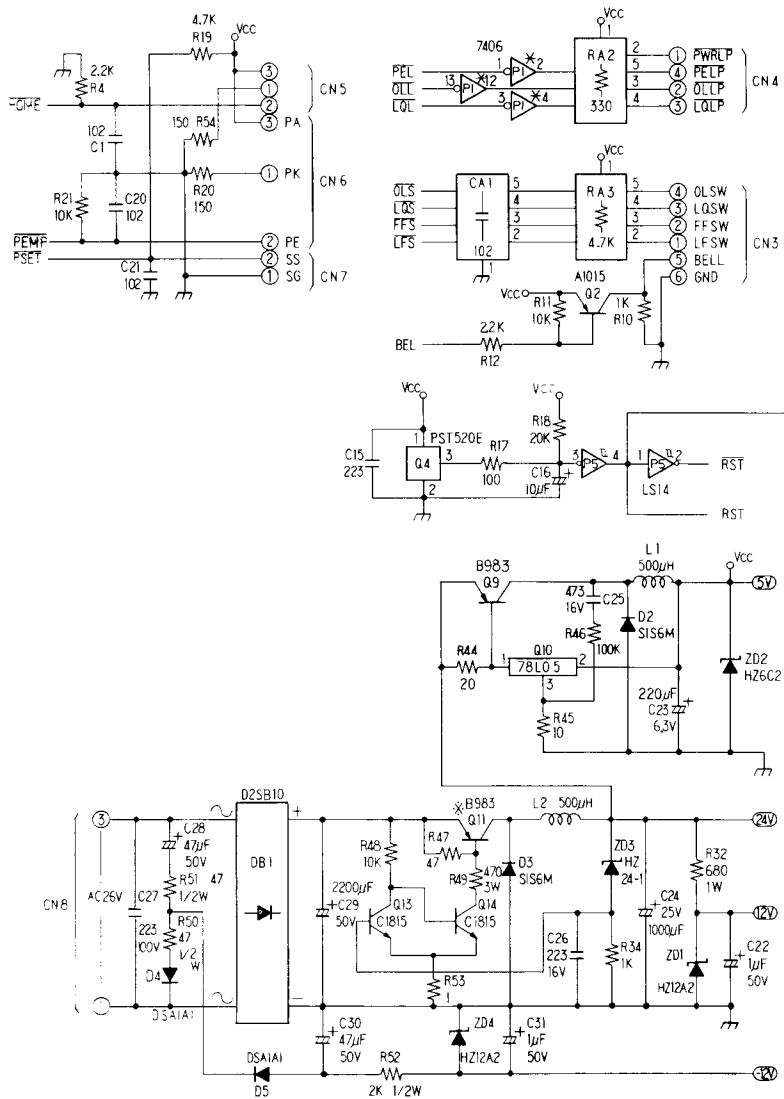 4.7K
R19
VCC
2.2K
R4
3
1
2
CN5
150
R54
3
PA
102
C1
R20
150
1
PK
CN6
R21
10K
C20
102
PEMP
2
PE
PSET
2
SS
C21
102
1
SG
CN7
VCC
1
7406
PEL
1
P1
*2
OLL
13
P1
*12
LQL
3
P1
*4
RA2
330
2
5
3
4
1
PWRLP
4
PELP
2
OLLP
3
LQLP
CN4
VCC
1
OLS
LQS
FFS
LFS
CA1
102
1
5
4
3
2
RA3
4.7K
5
4
3
2
4
OLSW
3
LQSW
2
FFSW
1
LFSW
5
BELL
6
GND
CN3
A1015
VCC
Q2
R11
10K
1K
R10
BEL
2.2K
R12
VCC
VCC
PST520E
1
Q4
3
2
C15
223
R17
100
R18
20K
C16
10µF
+
3
P5
4
1
P5
2
LS14
RST
RST
B983
Q9
L1
500µH
VCC
5V
473
16V
C25
R46
100K
D2
SIS6M
ZD2
HZ6C2
R44
20
Q10
1
78L05
2
3
R45
10
220µF
C23
6.3V
+
D2SB10
CN8
3
1
AC26V
C27
223
100V
C28
47µF
50V
R51
1/2W
47
R50
47
1/2
W
D4
DSA1A1
DB1
+
−
2200µF
C29
50V
R48
10K
R47
47
※B983
Q11
R49
470
3W
Q13
C1815
Q14
C1815
R53
1
D3
SIS6M
L2 500µH
24V
ZD3
HZ
24-1
C26
223
16V
R34
1K
C24
25V
1000µF
R32
680
1W
12V
ZD1
HZ12A2
C22
1µF
50V
C30
47µF
50V
ZD4
HZ12A2
C31
1µF
50V
DSA1A1
D5
R52
2K 1/2W
-12V